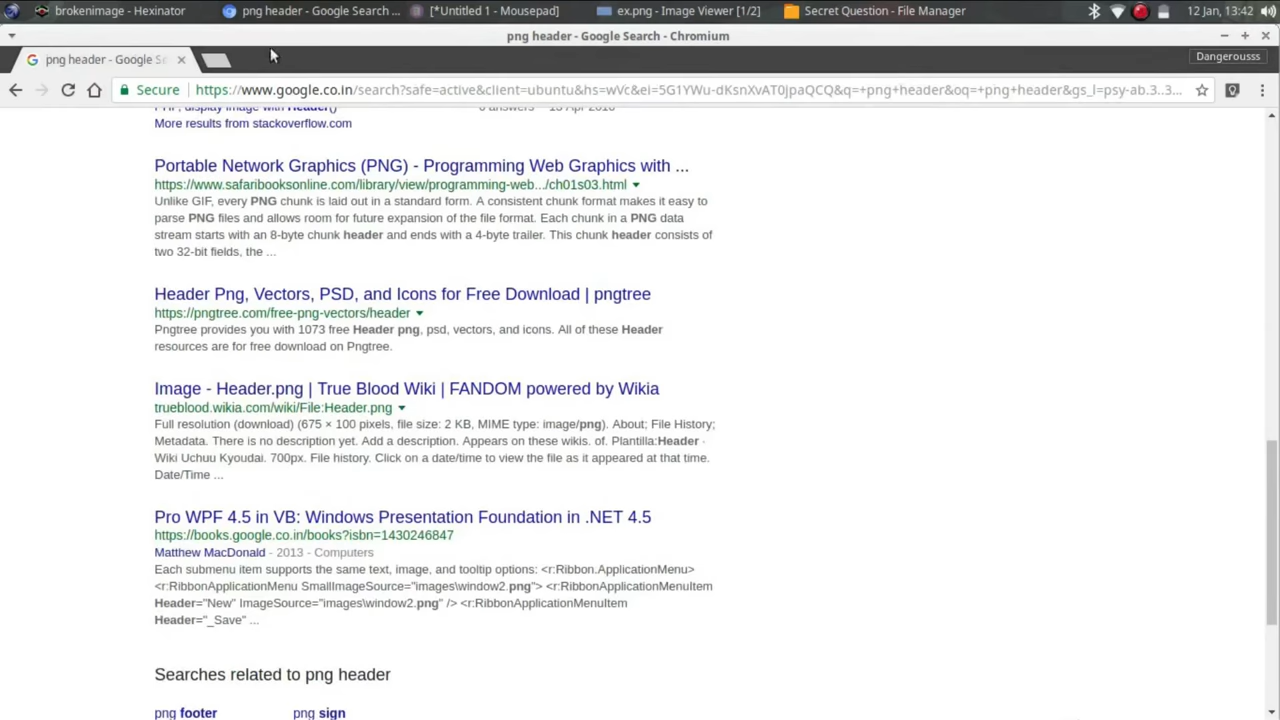 brokenimage - Hexinator
png header - Google Search ...
[*Untitled 1 - Mousepad]
ex.png - Image Viewer [1/2]
Secret Question - File Manager
12 Jan, 13:42
png header - Google Search - Chromium
png header - Google Se
Dangerousss
Secure
https://www.google.co.in/search?safe=active&client=ubuntu&hs=wVc&ei=5G1YWu-dKsnXvAT0JpaQCQ&q=+png+header&oq=+png+header&gs_l=psy-ab.3..3...
PHP, display image with Header() 6 answers 13 Apr 2016
More results from stackoverflow.com
Portable Network Graphics (PNG) - Programming Web Graphics with ...
https://www.safaribooksonline.com/library/view/programming-web.../ch01s03.html
Unlike GIF, every PNG chunk is laid out in a standard form. A consistent chunk format makes it easy to
parse PNG files and allows room for future expansion of the file format. Each chunk in a PNG data
stream starts with an 8-byte chunk header and ends with a 4-byte trailer. This chunk header consists of
two 32-bit fields, the ...
Header Png, Vectors, PSD, and Icons for Free Download | pngtree
https://pngtree.com/free-png-vectors/header
Pngtree provides you with 1073 free Header png, psd, vectors, and icons. All of these Header
resources are for free download on Pngtree.
Image - Header.png | True Blood Wiki | FANDOM powered by Wikia
trueblood.wikia.com/wiki/File:Header.png
Full resolution (download) (675 × 100 pixels, file size: 2 KB, MIME type: image/png). About; File History;
Metadata. There is no description yet. Add a description. Appears on these wikis. of. Plantilla:Header ·
Wiki Uchuu Kyoudai. 700px. File history. Click on a date/time to view the file as it appeared at that time.
Date/Time ...
Pro WPF 4.5 in VB: Windows Presentation Foundation in .NET 4.5
https://books.google.co.in/books?isbn=1430246847
Matthew MacDonald - 2013 - Computers
Each submenu item supports the same text, image, and tooltip options: <r:Ribbon.ApplicationMenu>
<r:RibbonApplicationMenu SmallImageSource="images\window2.png"> <r:RibbonApplicationMenuItem
Header="New" ImageSource="images\window2.png" /> <r:RibbonApplicationMenuItem
Header="_Save" ...
Searches related to png header
png footer
png sign